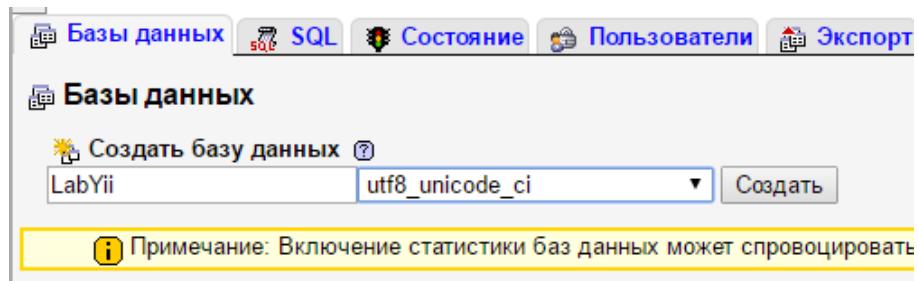 Базы данных SQL Состояние Пользователи Экспорт
Базы данных
Создать базу данных
LabYii utf8_unicode_ci Создать
Примечание: Включение статистики баз данных может спровоцировать